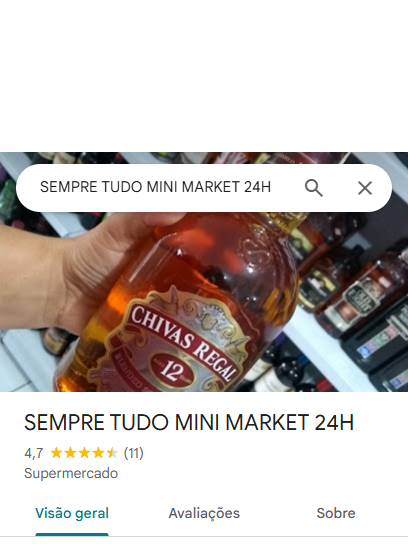 SEMPRE TUDO MINI MARKET 24H
CHIVAS REGAL
12
SEMPRE TUDO MINI MARKET 24H
4,7 (11)
Supermercado
Visão geral Avaliações Sobre